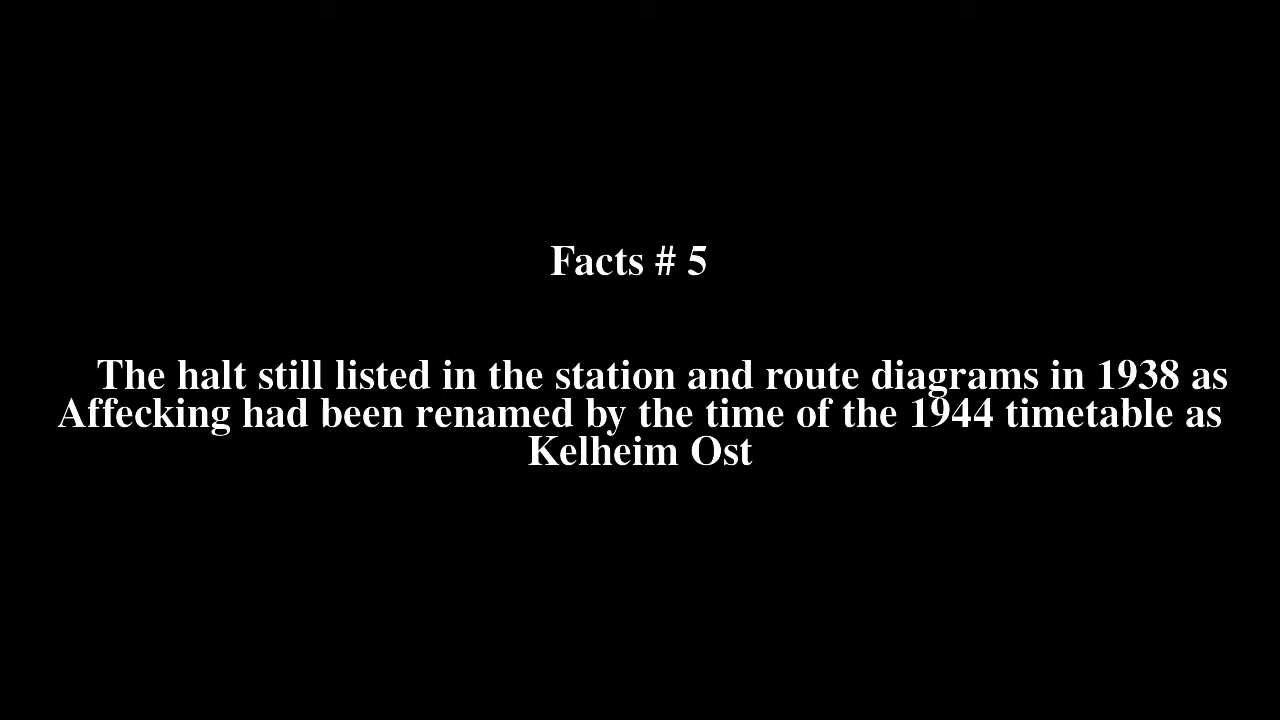 Facts # 5
The halt still listed in the station and route diagrams in 1938 as
Affecking had been renamed by the time of the 1944 timetable as
Kelheim Ost